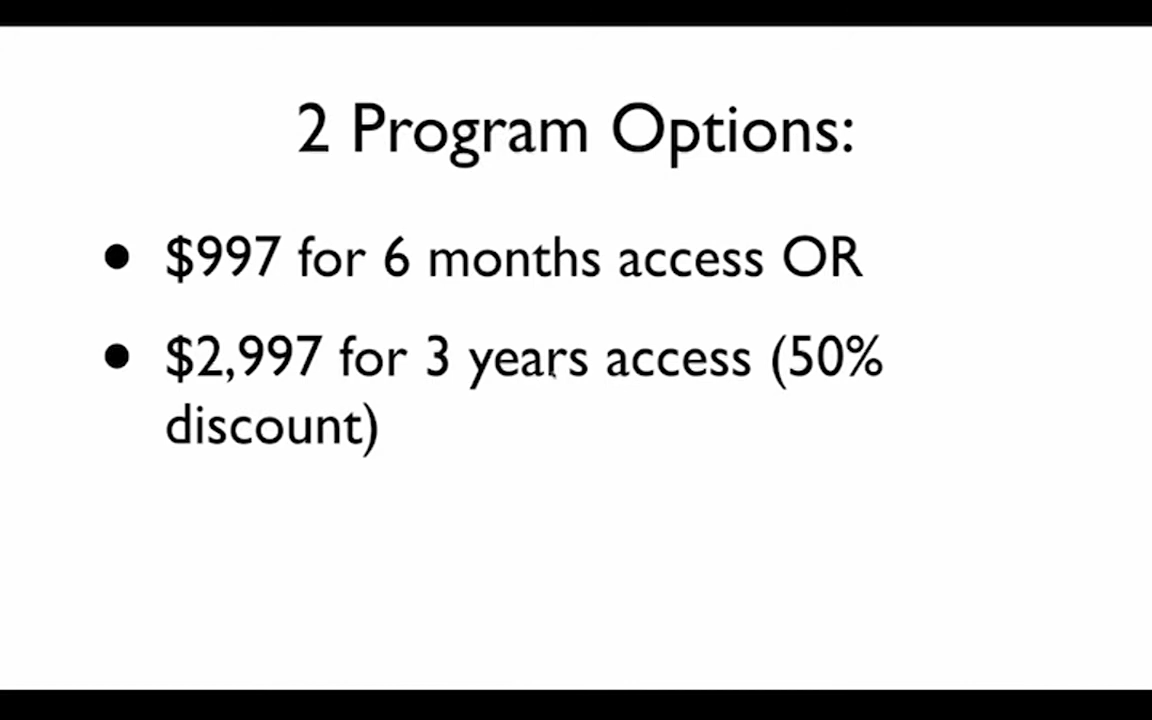 2 Program Options:
• $997 for 6 months access OR
• $2,997 for 3 years access (50%
discount)